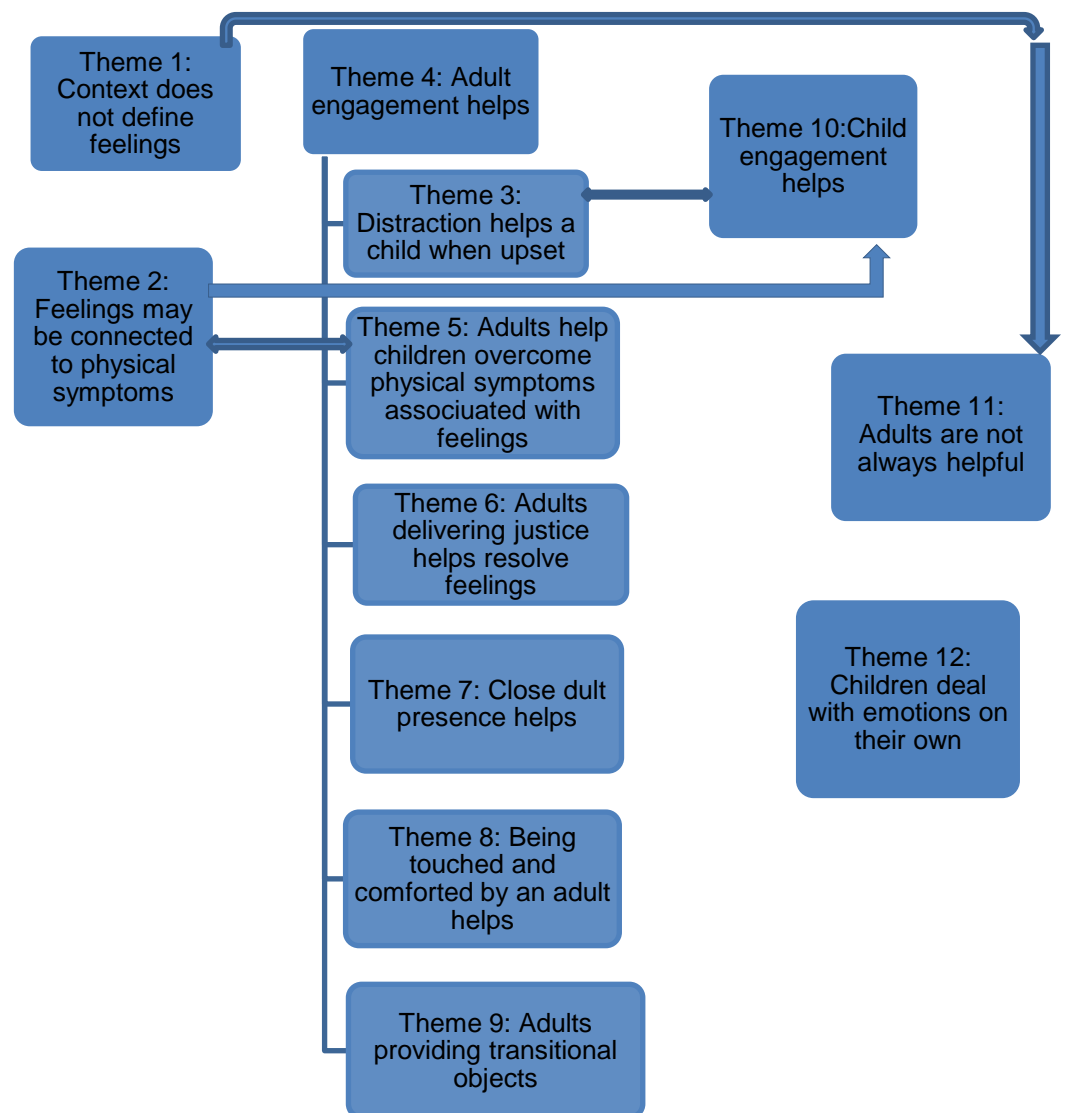 Theme 1:
Context does
not define
feelings
Theme 4: Adult
engagement helps
Theme 10:Child
engagement
helps
Theme 3:
Distraction helps a
child when upset
Theme 2:
Feelings may
be connected
to physical
symptoms
Theme 5: Adults help
children overcome
physical symptoms
associuated with
feelings
Theme 11:
Adults are not
always helpful
Theme 6: Adults
delivering justice
helps resolve
feelings
Theme 12:
Children deal
with emotions on
their own
Theme 7: Close dult
presence helps
Theme 8: Being
touched and
comforted by an adult
helps
Theme 9: Adults
providing transitional
objects